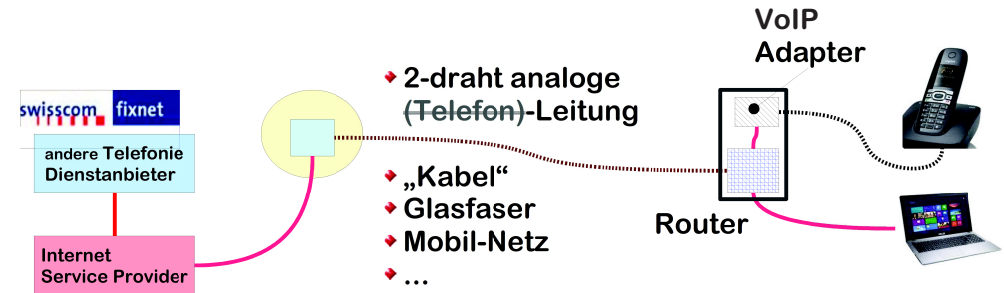 swisscom fixnet
andere Telefonie
Dienstanbieter
Internet
Service Provider
2-draht analoge
(Telefon)-Leitung
„Kabel“
Glasfaser
Mobil-Netz
...
VoIP
Adapter
Router